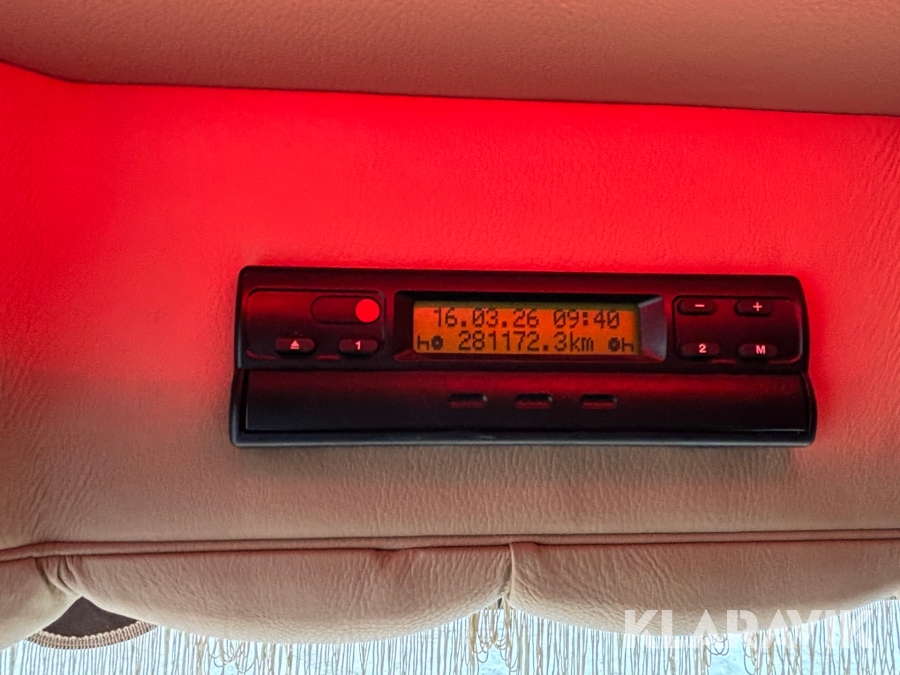 16.03.26 09:40
h 281172.3km h
1
2
M
- +
KLARAVIK